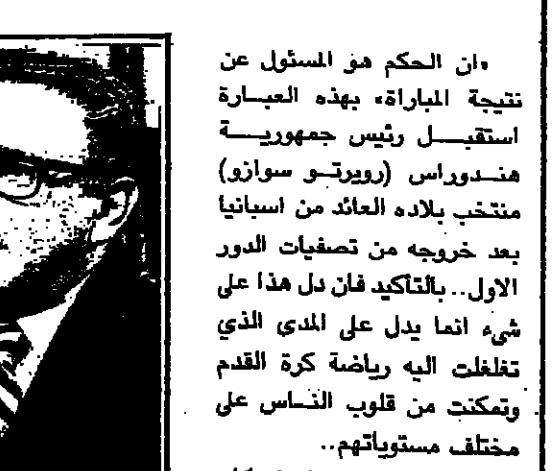 «ان الحكم هو المسئول عن
نتيجة المباراة» بهذه العبارة
استقبل رئيس جمهورية
هندوراس (روبرتو سوازو)
منتخب بلاده العائد من اسبانيا
بعد خروجه من تصفيات الدور
الاول.. بالتأكيد فان دل هذا على
شيء انما يدل على المدى الذي
تغلغلت اليه رياضة كرة القدم
وتمكنت من قلوب الناس على
مختلف مستوياتهم..